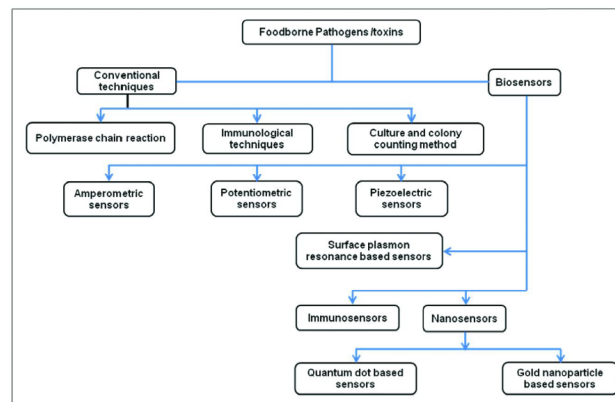 Foodborne Pathogens /toxins
Conventional
techniques
Biosensors
Polymerase chain reaction
Immunological
techniques
Culture and colony
counting method
Amperometric
sensors
Potentiometric
sensors
Piezoelectric
sensors
Surface plasmon
resonance based sensors
Immunosensors
Nanosensors
Quantum dot based
sensors
Gold nanoparticle
based sensors